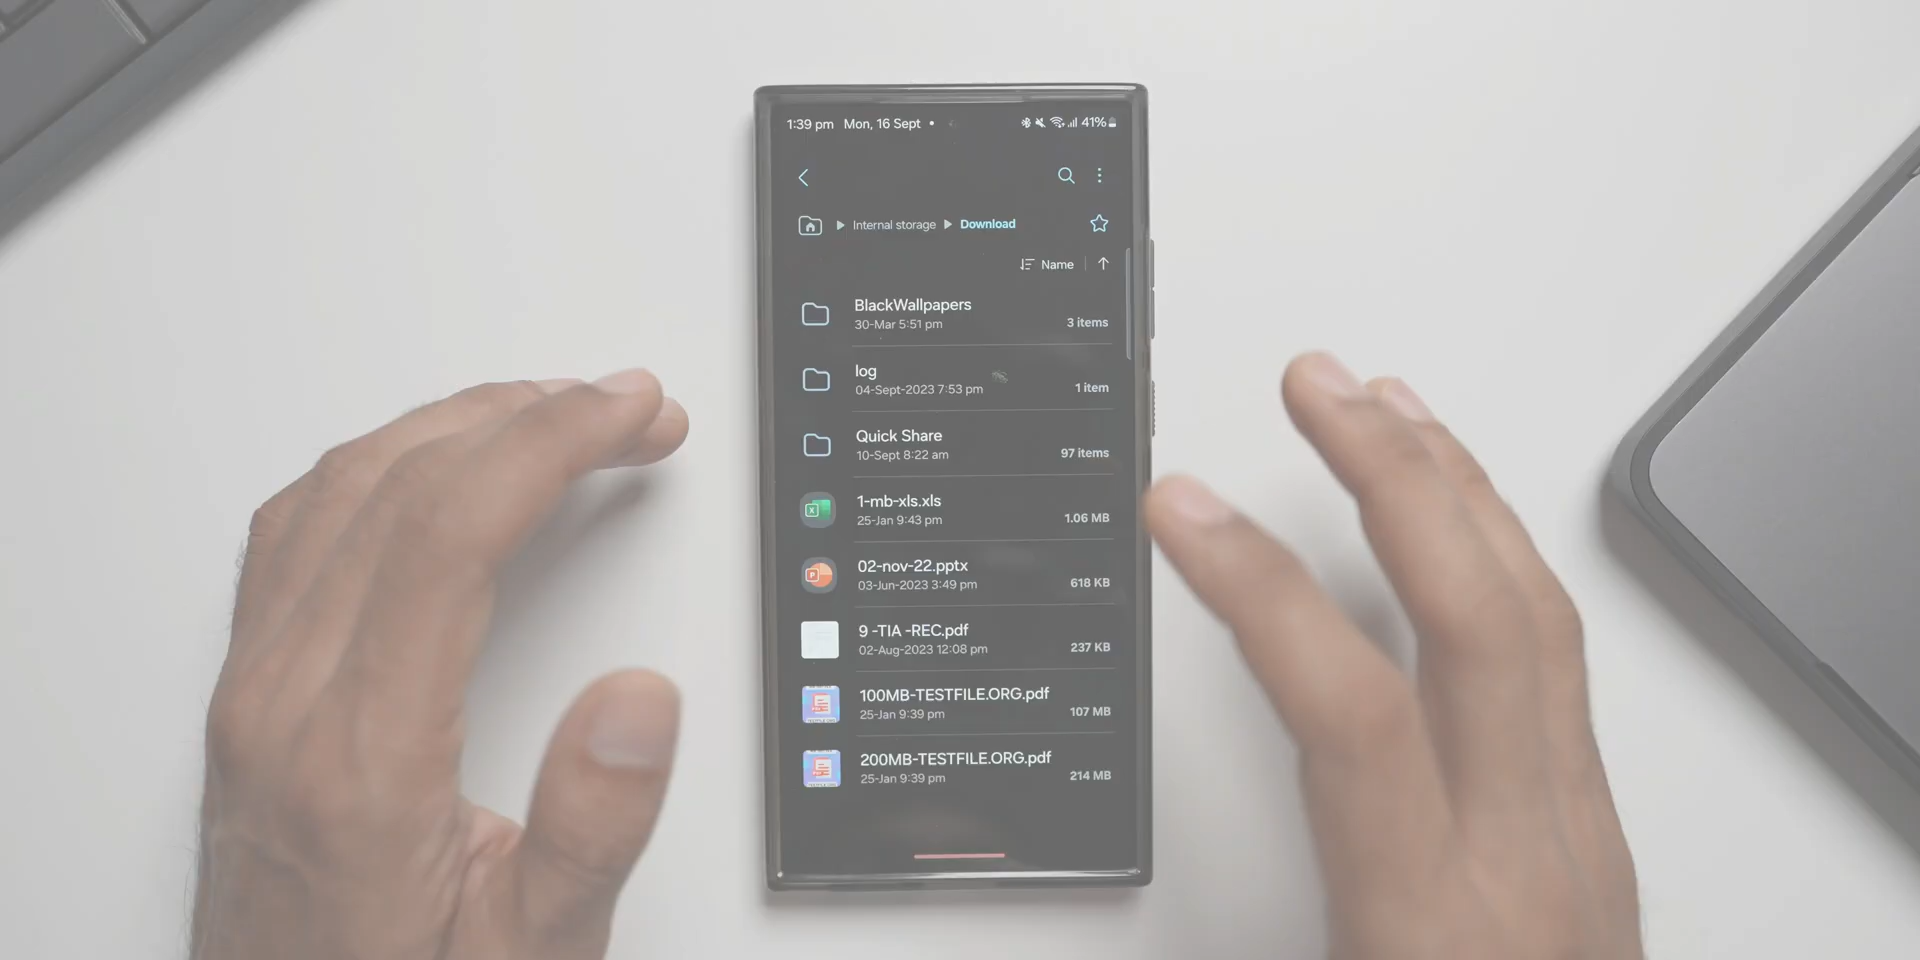 1:39 pm Mon, 16 Sept • 41%
Internal storage ▶ Download
Name
BlackWallpapers
30-Mar 5:51 pm 3 items
log
04-Sept-2023 7:53 pm 1 item
Quick Share
10-Sept 8:22 am 97 items
1-mb-xls.xls
25-Jan 9:43 pm 1.06 MB
02-nov-22.pptx
03-Jun-2023 3:49 pm 618 KB
9 -TIA -REC.pdf
02-Aug-2023 12:08 pm 237 KB
100MB-TESTFILE.ORG.pdf
25-Jan 9:39 pm 107 MB
200MB-TESTFILE.ORG.pdf
25-Jan 9:39 pm 214 MB